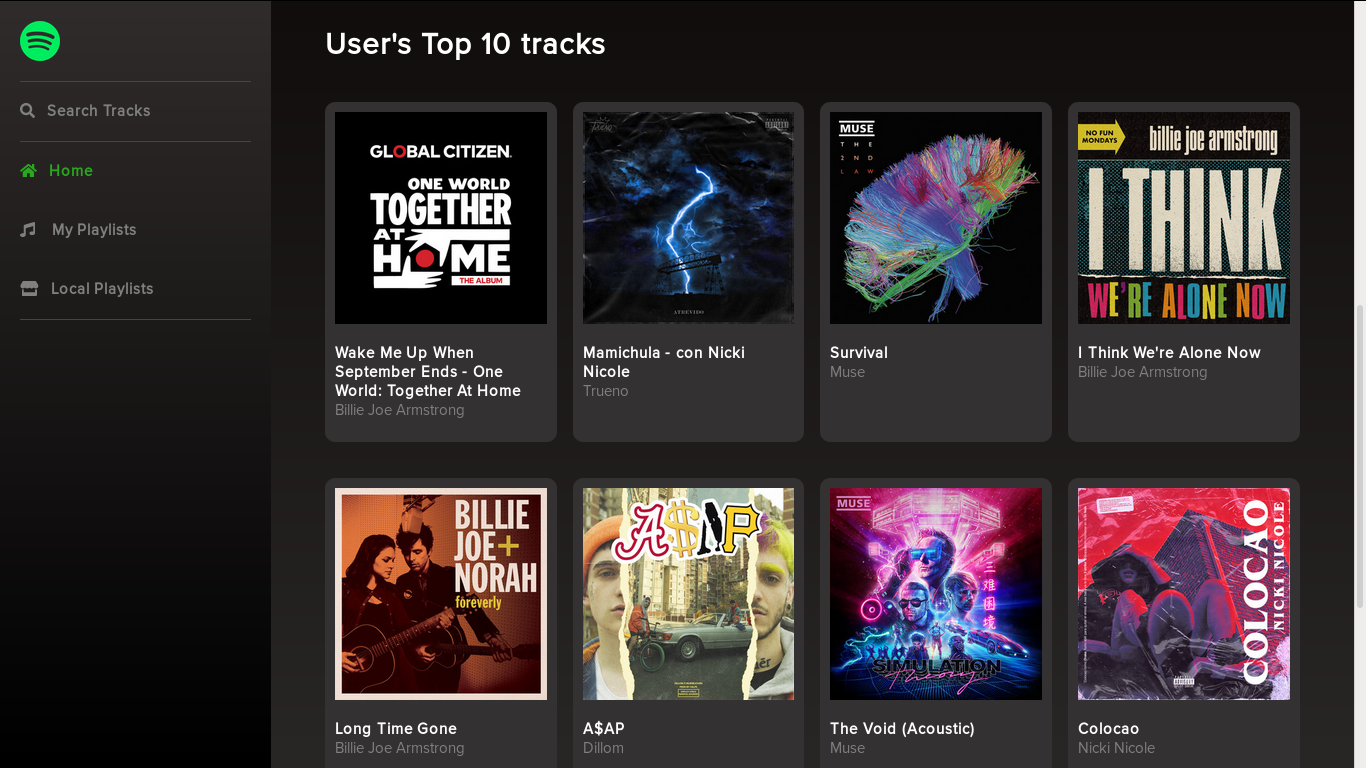 User's Top 10 tracks
Search Tracks
Home
My Playlists
Local Playlists
GLOBAL CITIZEN.
ONE WORLD
TOGETHER
AT
HOME
THE ALBUM
Wake Me Up When
September Ends - One
World: Together At Home
Billie Joe Armstrong
ATREVIDO
Mamichula - con Nicki
Nicole
Trueno
MUSE
THE
2ND
LAW
Survival
Muse
NO FUN
MONDAYS
billie joe armstrong
I THINK
WE'RE ALONE NOW
I Think We're Alone Now
Billie Joe Armstrong
BILLIE
JOE+
NORAH
foreverly
Long Time Gone
Billie Joe Armstrong
A$AP
A$AP
Dillom
MUSE
三难困境
SIMULATION
Theory
The Void (Acoustic)
Muse
COLOCAO
NICKI NICOLE
Colocao
Nicki Nicole